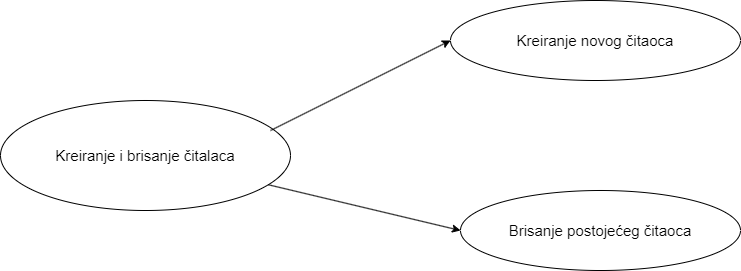 Kreiranje novog čitaoca
Kreiranje i brisanje čitalaca
Brisanje postojećeg čitaoca